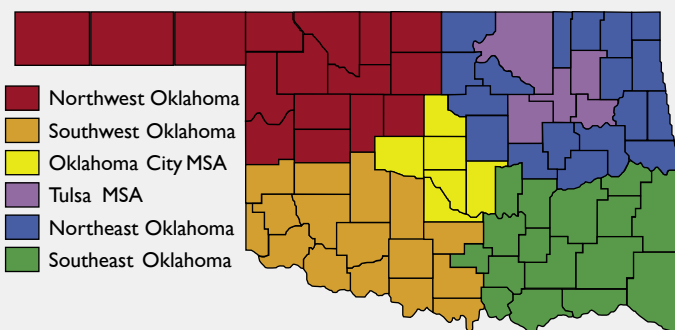 Northwest Oklahoma
Southwest Oklahoma
Oklahoma City MSA
Tulsa MSA
Northeast Oklahoma
Southeast Oklahoma